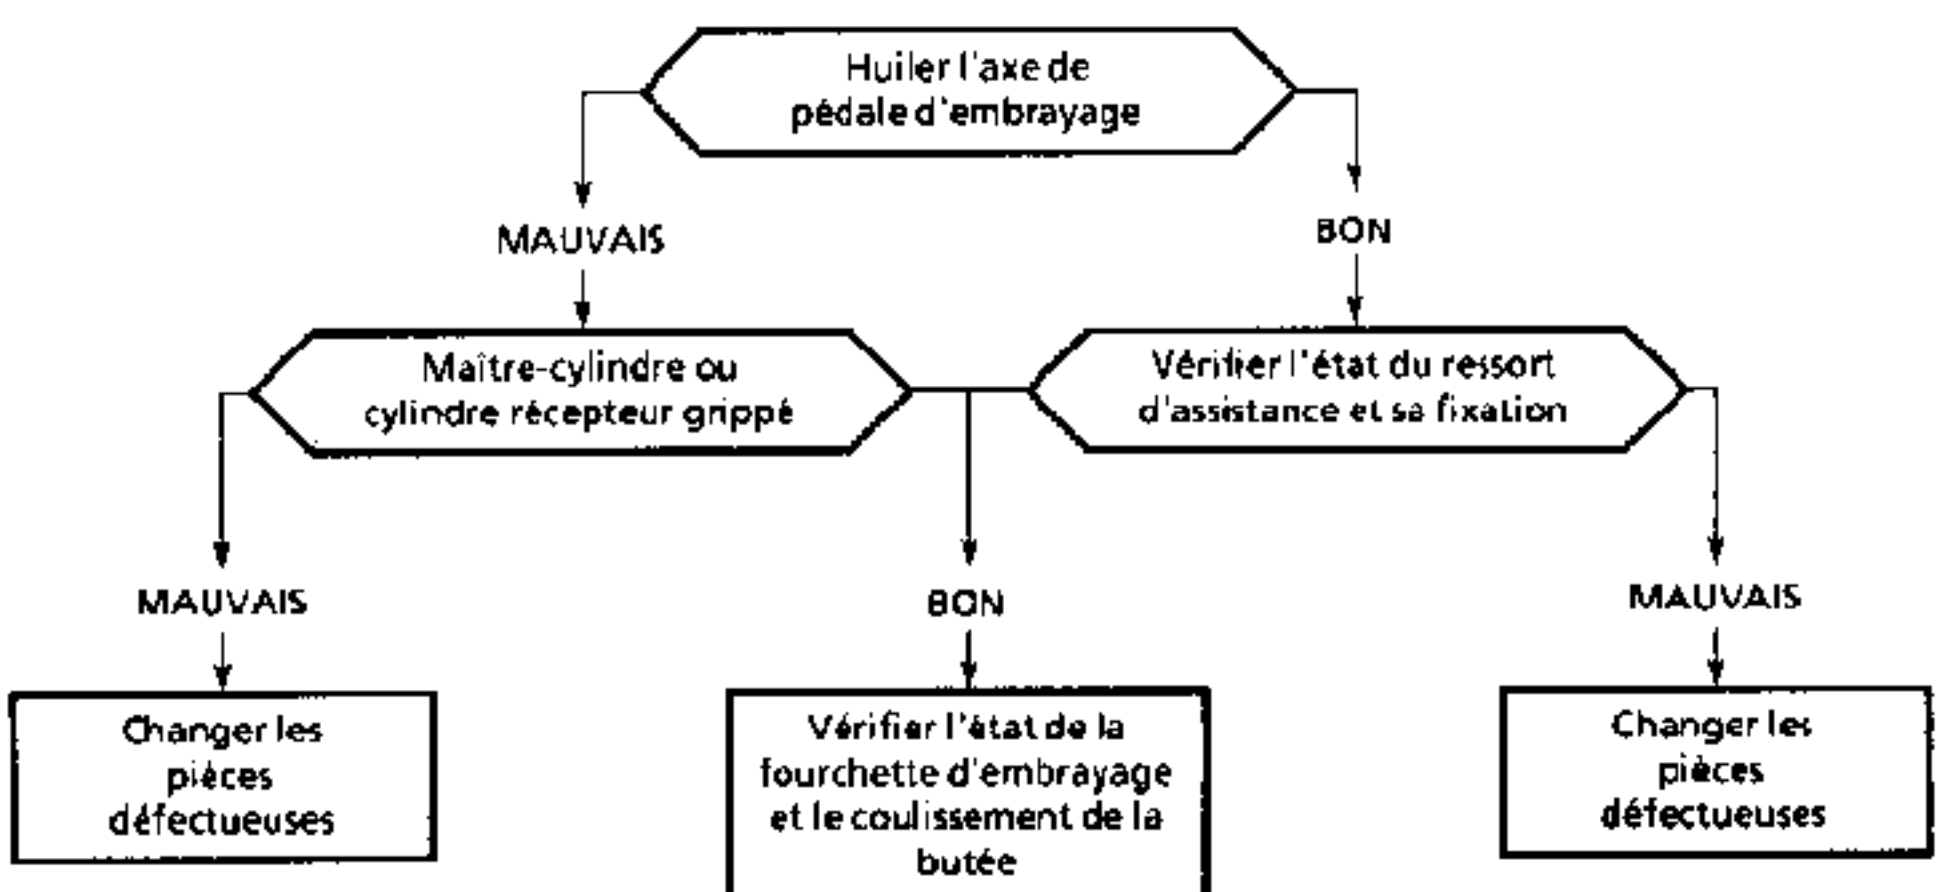 Huiler l'axe de
pédale d'embrayage
MAUVAIS
BON
Maître-cylindre ou
cylindre récepteur grippé
Vérifier l'état du ressort
d'assistance et sa fixation
MAUVAIS
BON
MAUVAIS
Changer les
pièces
défectueuses
Vérifier l'état de la
fourchette d'embrayage
et le coulissement de la
butée
Changer les
pièces
défectueuses